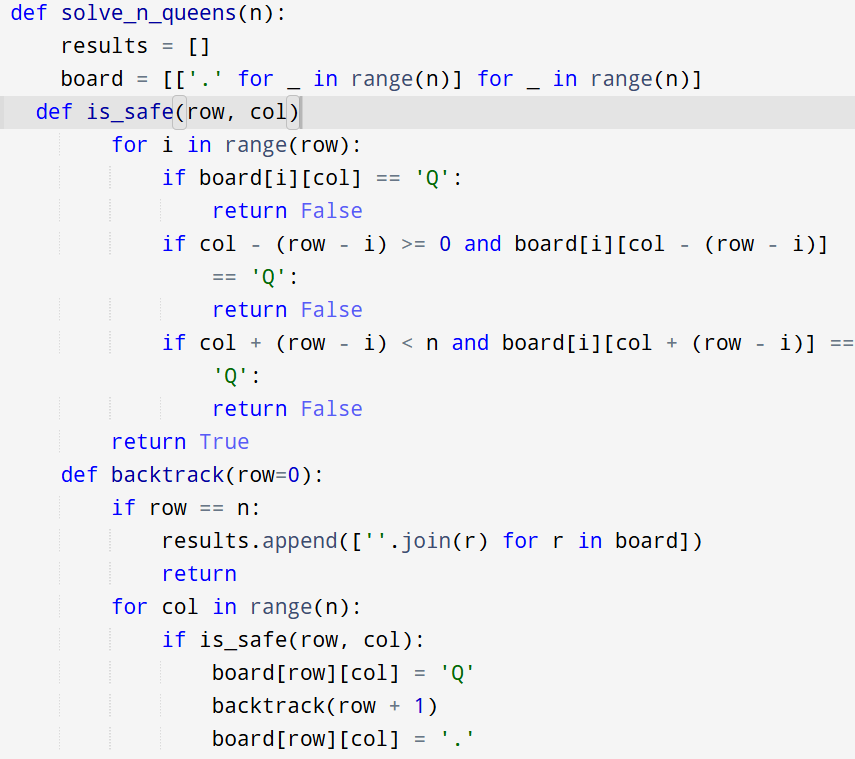 def solve_n_queens(n):
    results = []
    board = [['.' for _ in range(n)] for _ in range(n)]
  def is_safe(row, col)
        for i in range(row):
            if board[i][col] == 'Q':
                return False
            if col - (row - i) >= 0 and board[i][col - (row - i)]
                == 'Q':
                return False
            if col + (row - i) < n and board[i][col + (row - i)] ==
                'Q':
                return False
        return True
    def backtrack(row=0):
        if row == n:
            results.append([''.join(r) for r in board])
            return
        for col in range(n):
            if is_safe(row, col):
                board[row][col] = 'Q'
                backtrack(row + 1)
                board[row][col] = '.'